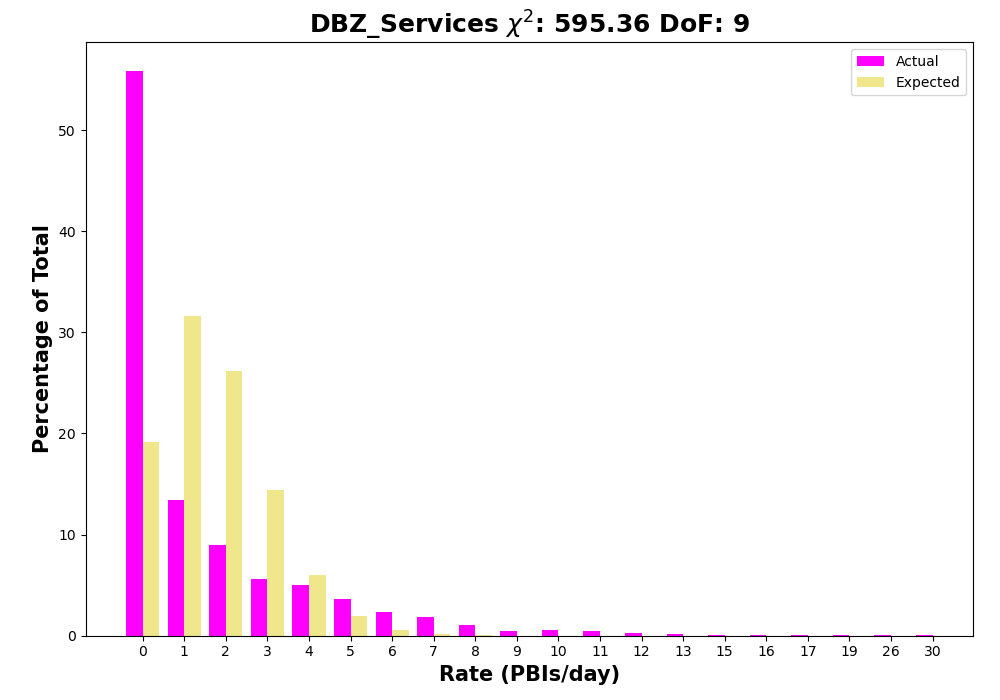 DBZ_Services χ²: 595.36 DoF: 9
Actual
Expected
Percentage of Total
50
40
30
20
10
0
0 1 2 3 4 5 6 7 8 9 10 11 12 13 15 16 17 19 26 30
Rate (PBIs/day)